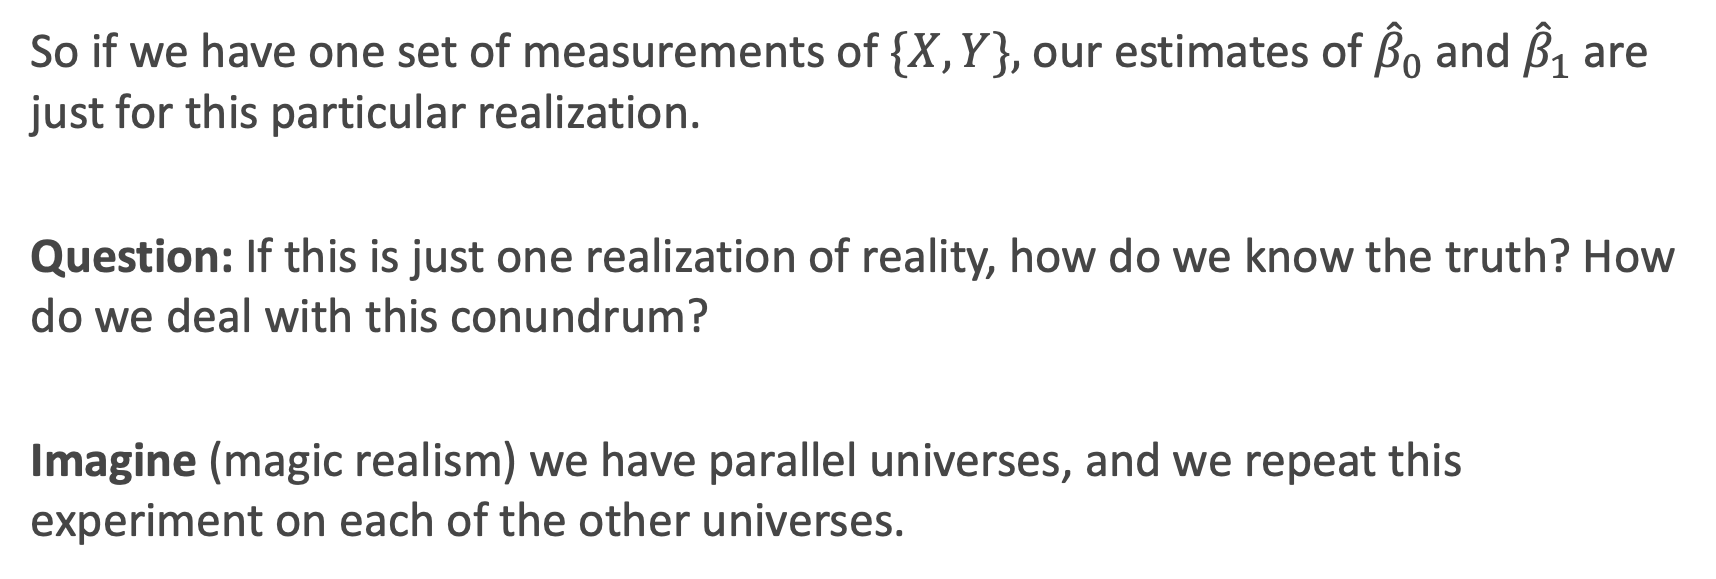 So if we have one set of measurements of {X, Y}, our estimates of β̂₀ and β̂₁ are
just for this particular realization.
Question: If this is just one realization of reality, how do we know the truth? How
do we deal with this conundrum?
Imagine (magic realism) we have parallel universes, and we repeat this
experiment on each of the other universes.